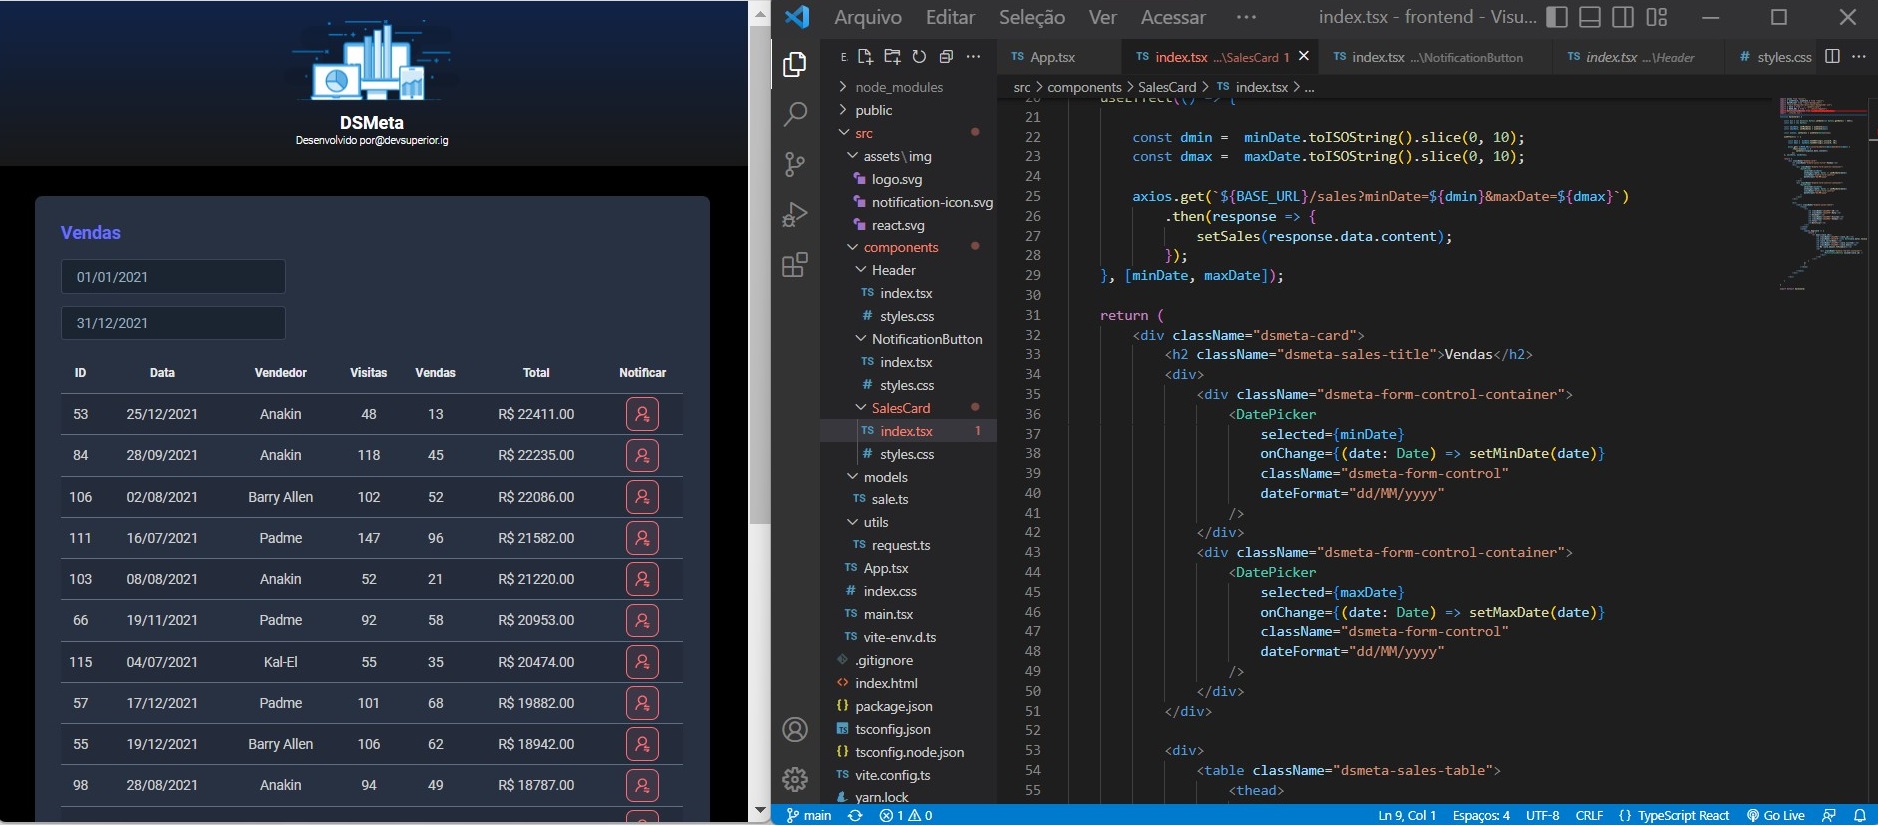 DSMeta
Desenvolvido por@devsuperior.ig
Vendas
01/01/2021
31/12/2021
ID Data Vendedor Visitas Vendas Total Notificar
53 25/12/2021 Anakin 48 13 R$ 22411.00
84 28/09/2021 Anakin 118 45 R$ 22235.00
106 02/08/2021 Barry Allen 102 52 R$ 22086.00
111 16/07/2021 Padme 147 96 R$ 21582.00
103 08/08/2021 Anakin 52 21 R$ 21220.00
66 19/11/2021 Padme 92 58 R$ 20953.00
115 04/07/2021 Kal-El 55 35 R$ 20474.00
57 17/12/2021 Padme 101 68 R$ 19882.00
55 19/12/2021 Barry Allen 106 62 R$ 18942.00
98 28/08/2021 Anakin 94 49 R$ 18787.00
Arquivo Editar Seleção Ver Acessar ··· index.tsx - frontend - Visu...
E. ···
node_modules
public
src
assets\img
logo.svg
notification-icon.svg
react.svg
components
Header
TS index.tsx
# styles.css
NotificationButton
TS index.tsx
# styles.css
SalesCard
TS index.tsx 1
# styles.css
models
TS sale.ts
utils
TS request.ts
TS App.tsx
# index.css
TS main.tsx
TS vite-env.d.ts
.gitignore
<> index.html
{} package.json
TS tsconfig.json
{} tsconfig.node.json
TS vite.config.ts
yarn.lock
TS App.tsx TS index.tsx ...\SalesCard 1 × TS index.tsx ...\NotificationButton TS index.tsx ...\Header # styles.css ···
src > components > SalesCard > TS index.tsx > ...
20 useEffect(() => {
21
22 const dmin = minDate.toISOString().slice(0, 10);
23 const dmax = maxDate.toISOString().slice(0, 10);
24
25 axios.get(`${BASE_URL}/sales?minDate=${dmin}&maxDate=${dmax}`)
26 .then(response => {
27 setSales(response.data.content);
28 });
29 }, [minDate, maxDate]);
30
31 return (
32 <div className="dsmeta-card">
33 <h2 className="dsmeta-sales-title">Vendas</h2>
34 <div>
35 <div className="dsmeta-form-control-container">
36 <DatePicker
37 selected={minDate}
38 onChange={(date: Date) => setMinDate(date)}
39 className="dsmeta-form-control"
40 dateFormat="dd/MM/yyyy"
41 />
42 </div>
43 <div className="dsmeta-form-control-container">
44 <DatePicker
45 selected={maxDate}
46 onChange={(date: Date) => setMaxDate(date)}
47 className="dsmeta-form-control"
48 dateFormat="dd/MM/yyyy"
49 />
50 </div>
51 </div>
52
53 <div>
54 <table className="dsmeta-sales-table">
55 <thead>
main 1 0 Ln 9, Col 1 Espaços: 4 UTF-8 CRLF {} TypeScript React Go Live